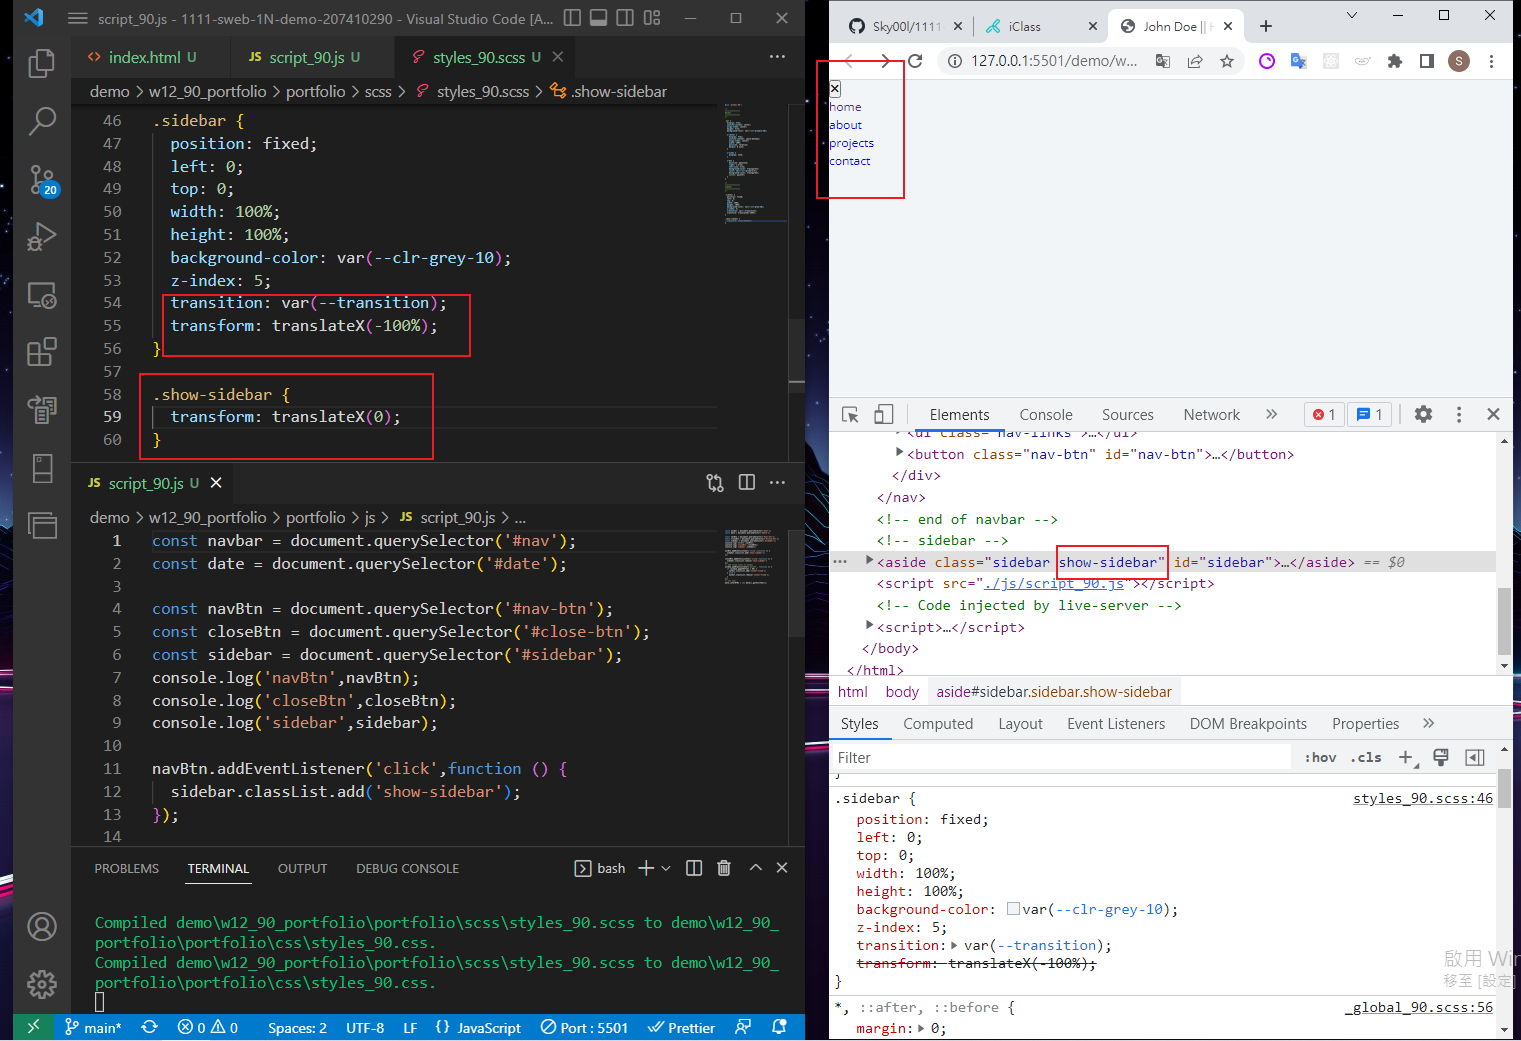 script_90.js - 1111-sweb-1N-demo-207410290 - Visual Studio Code [A...
index.html U
JS script_90.js U
styles_90.scss U
demo > w12_90_portfolio > portfolio > scss > styles_90.scss > .show-sidebar
46 .sidebar {
47 position: fixed;
48 left: 0;
49 top: 0;
50 width: 100%;
51 height: 100%;
52 background-color: var(--clr-grey-10);
53 z-index: 5;
54 transition: var(--transition);
55 transform: translateX(-100%);
56 }
57
58 .show-sidebar {
59 transform: translateX(0);
60 }
20
JS script_90.js U
demo > w12_90_portfolio > portfolio > js > JS script_90.js > ...
1 const navbar = document.querySelector('#nav');
2 const date = document.querySelector('#date');
3
4 const navBtn = document.querySelector('#nav-btn');
5 const closeBtn = document.querySelector('#close-btn');
6 const sidebar = document.querySelector('#sidebar');
7 console.log('navBtn',navBtn);
8 console.log('closeBtn',closeBtn);
9 console.log('sidebar',sidebar);
10
11 navBtn.addEventListener('click',function () {
12 sidebar.classList.add('show-sidebar');
13 });
14
PROBLEMS TERMINAL OUTPUT DEBUG CONSOLE
bash
Compiled demo\w12_90_portfolio\portfolio\scss\styles_90.scss to demo\w12_90_
portfolio\portfolio\css\styles_90.css.
Compiled demo\w12_90_portfolio\portfolio\scss\styles_90.scss to demo\w12_90_
portfolio\portfolio\css\styles_90.css.
main* 0 0 Spaces: 2 UTF-8 LF {} JavaScript Port : 5501 Prettier
Sky00l/1111
iClass
John Doe ||
127.0.0.1:5501/demo/w...
S
home
about
projects
contact
Elements Console Sources Network » 1 1
<ul class="nav-links">…</ul>
<button class="nav-btn" id="nav-btn">…</button>
</div>
</nav>
<!-- end of navbar -->
<!-- sidebar -->
<aside class="sidebar show-sidebar" id="sidebar">…</aside> == $0
<script src="./js/script_90.js"></script>
<!-- Code injected by live-server -->
<script>…</script>
</body>
</html>
html body aside#sidebar.sidebar.show-sidebar
Styles Computed Layout Event Listeners DOM Breakpoints Properties »
Filter :hov .cls +
}
.sidebar { styles_90.scss:46
position: fixed;
left: 0;
top: 0;
width: 100%;
height: 100%;
background-color: var(--clr-grey-10);
z-index: 5;
transition: var(--transition);
transform: translateX(-100%);
}
*, ::after, ::before { _global_90.scss:56
margin: 0;
啟用 Win
移至 [設定]